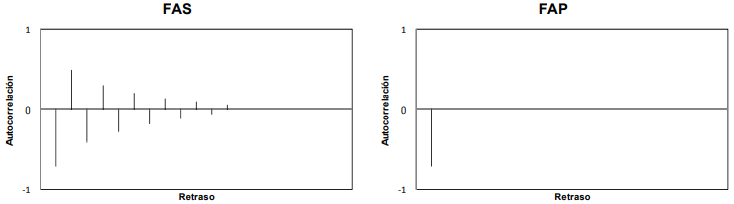 FAS
1
Autocorrelación
0
-1
Retraso
FAP
1
Autocorrelación
0
-1
Retraso